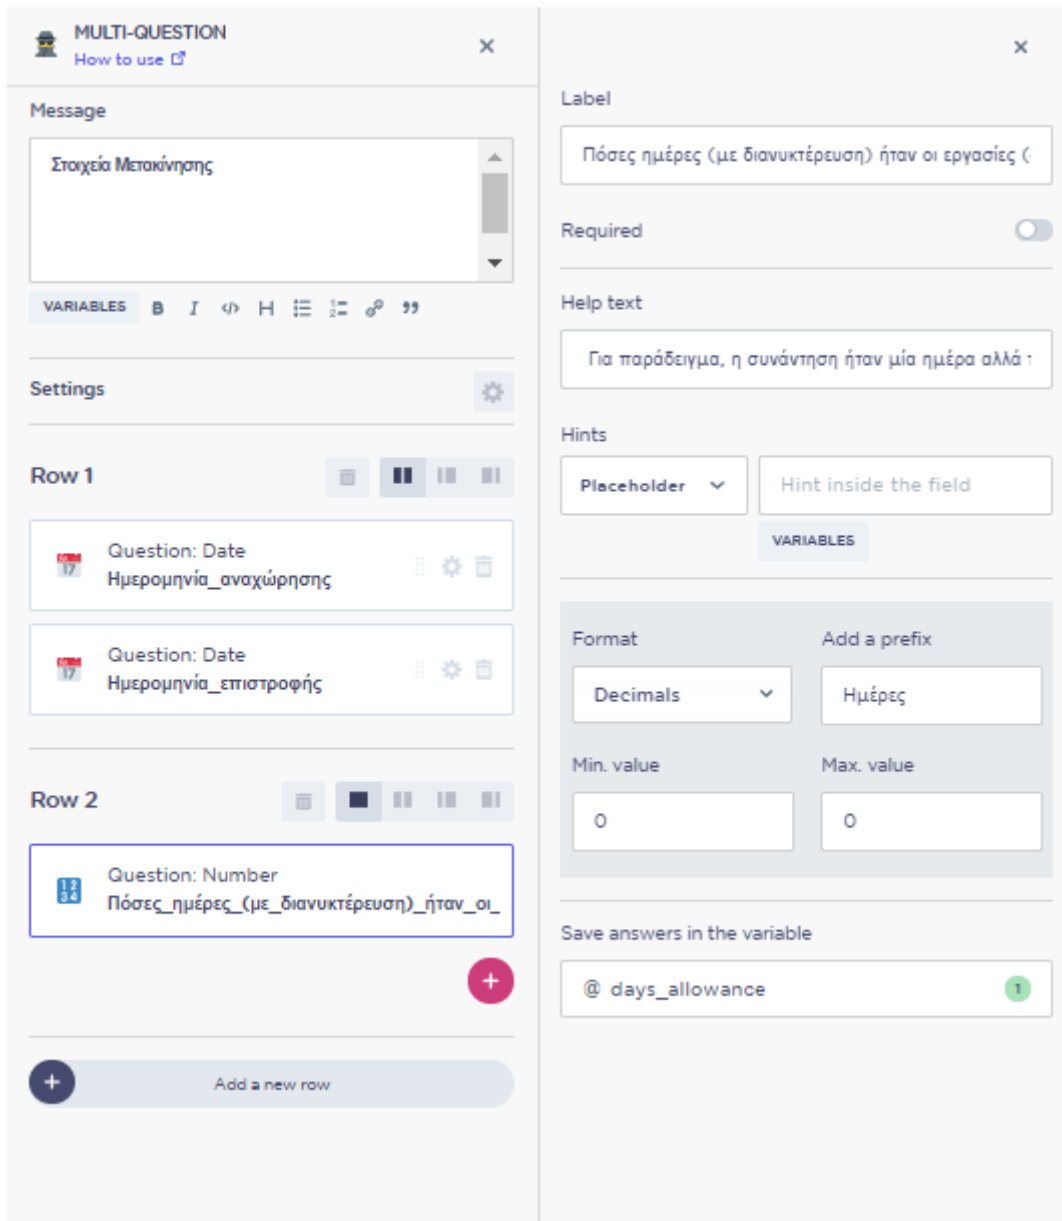 MULTI-QUESTION
How to use
Message
Στοιχεία Μετακίνησης
VARIABLES
Settings
Row 1
Question: Date
Ημερομηνία_αναχώρησης
Question: Date
Ημερομηνία_επιστροφής
Row 2
Question: Number
Πόσες_ημέρες_(με_διανυκτέρευση)_ήταν_οι_
Add a new row
Label
Πόσες ημέρες (με διανυκτέρευση) ήταν οι εργασίες (
Required
Help text
Για παράδειγμα, η συνάντηση ήταν μία ημέρα αλλά
Hints
Placeholder
Hint inside the field
VARIABLES
Format
Add a prefix
Decimals
Ημέρες
Min. value
Max. value
0
0
Save answers in the variable
@ days_allowance
1